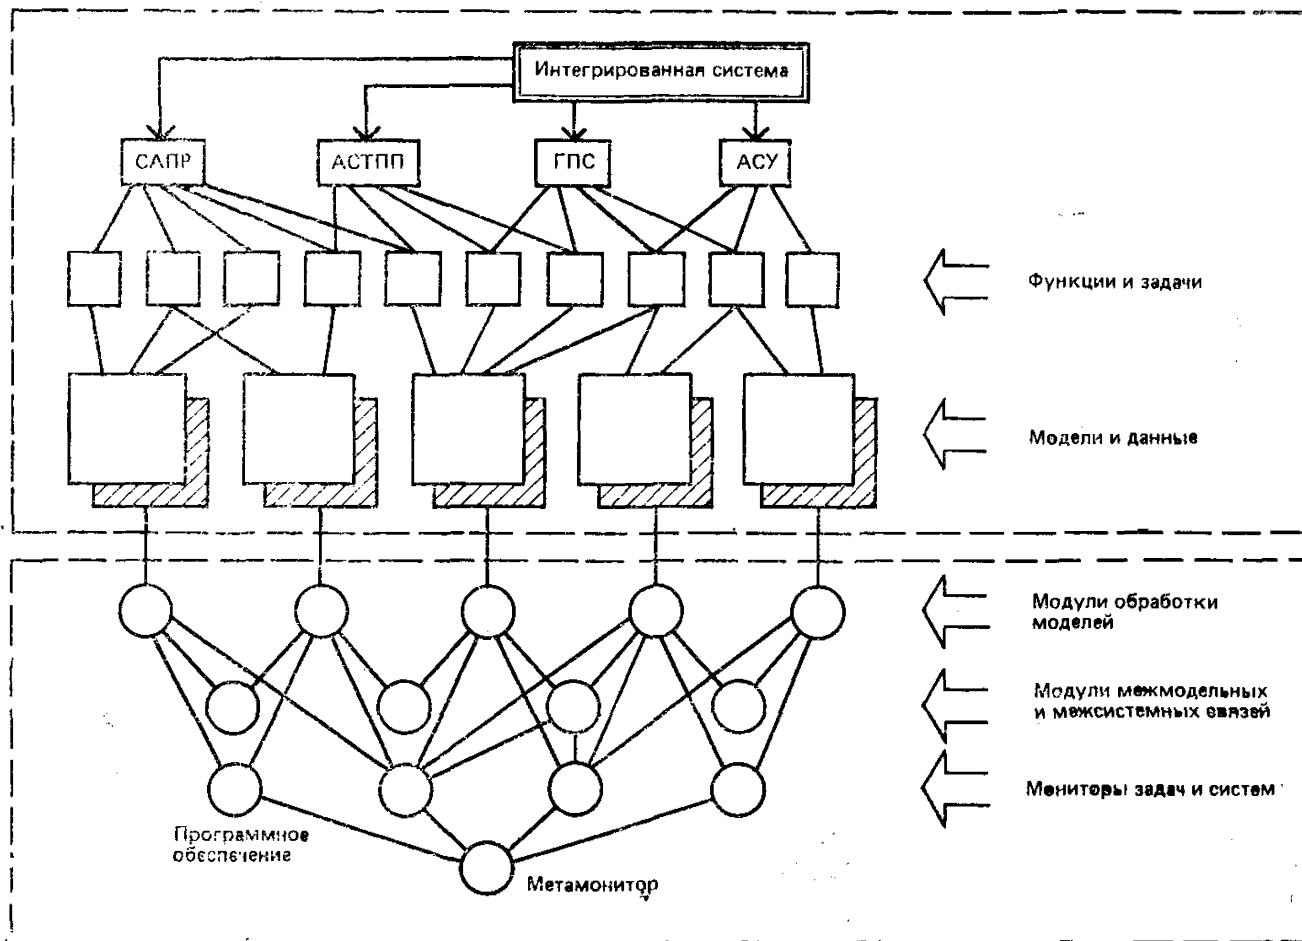 Интегрированная система
САПР
АСТПП
ГПС
АСУ
Функции и задачи
Модели и данные
Модули обработки
моделей
Модули межмодельных
и межсистемных связей
Мониторы задач и систем
Программное
обеспечение
Метамонитор